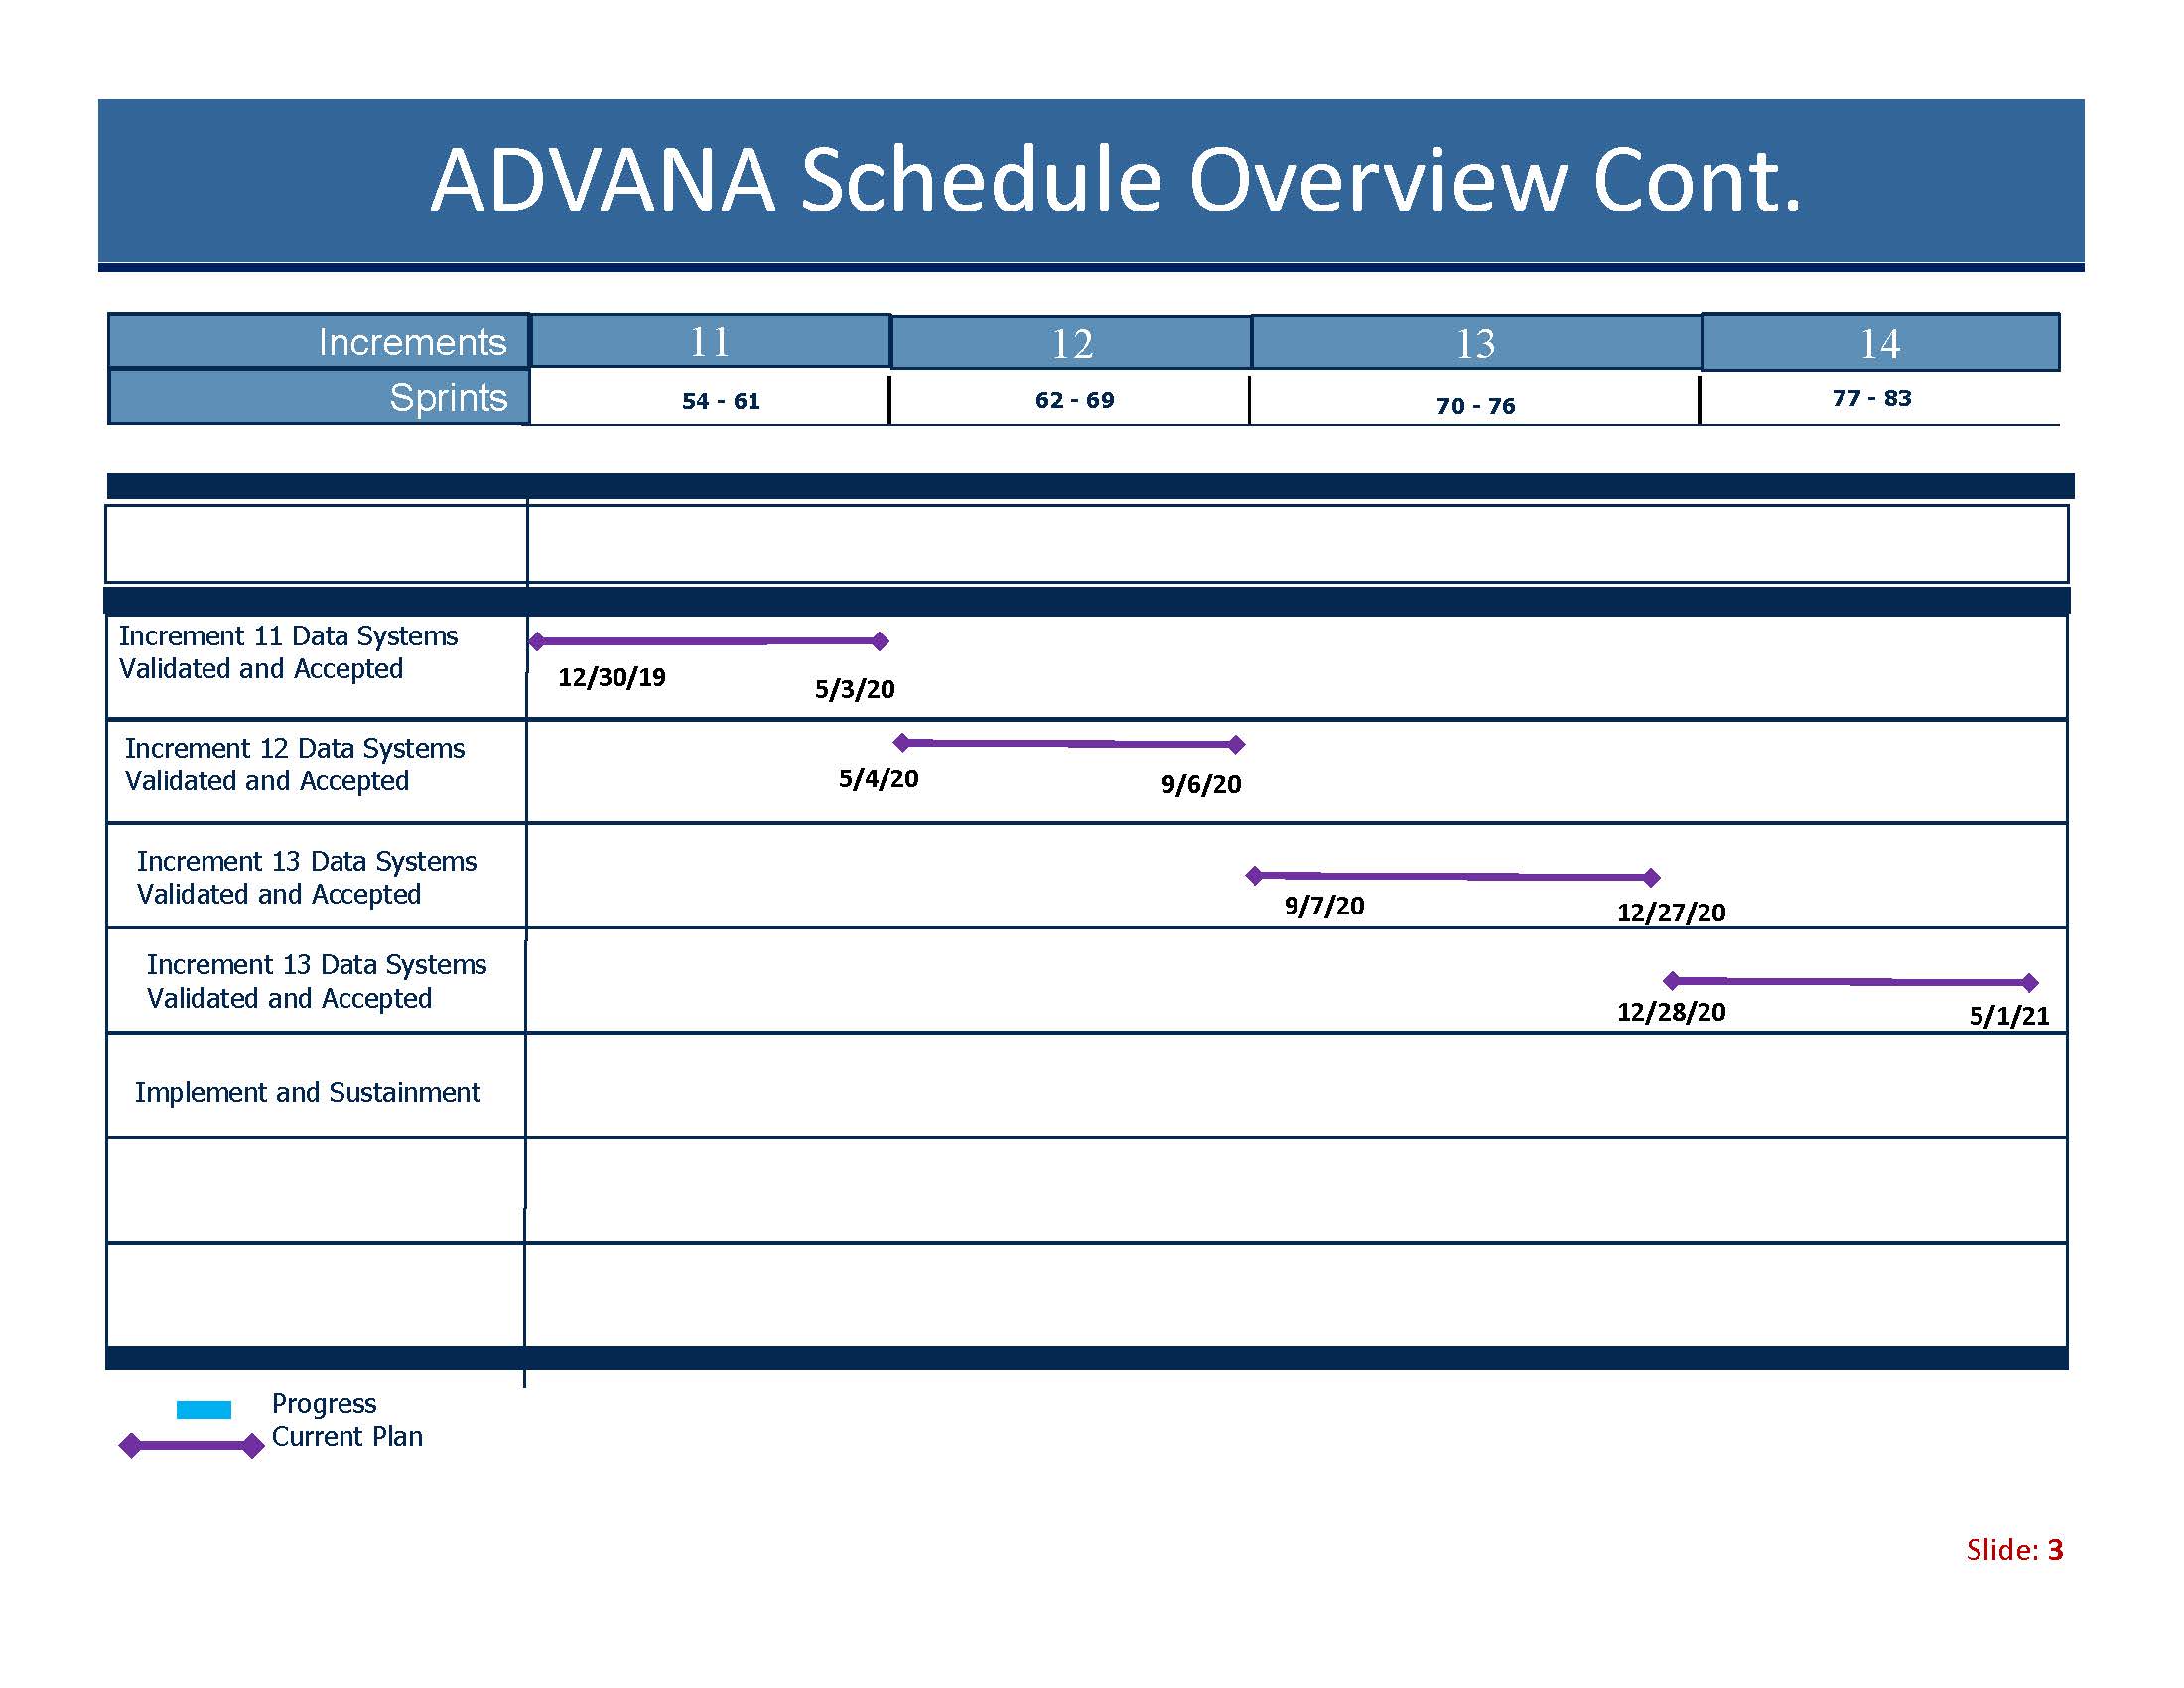 ADVANA Schedule Overview Cont.
Increments 11 12 13 14
Sprints 54 - 61 62 - 69 70 - 76 77 - 83
Increment 11 Data Systems
Validated and Accepted
12/30/19 5/3/20
Increment 12 Data Systems
Validated and Accepted
5/4/20 9/6/20
Increment 13 Data Systems
Validated and Accepted
9/7/20 12/27/20
Increment 13 Data Systems
Validated and Accepted
12/28/20 5/1/21
Implement and Sustainment
Progress
Current Plan
Slide: 3